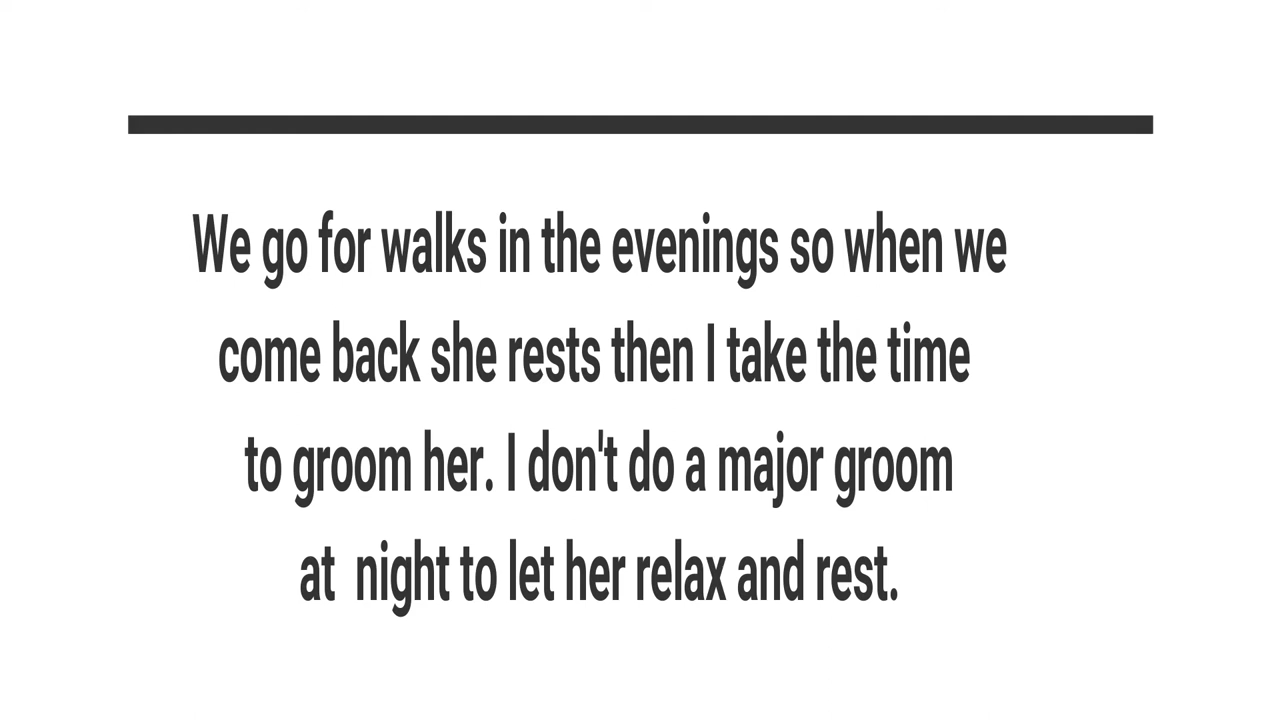 We go for walks in the evenings so when we
come back she rests then I take the time
to groom her. I don't do a major groom
at  night to let her relax and rest.